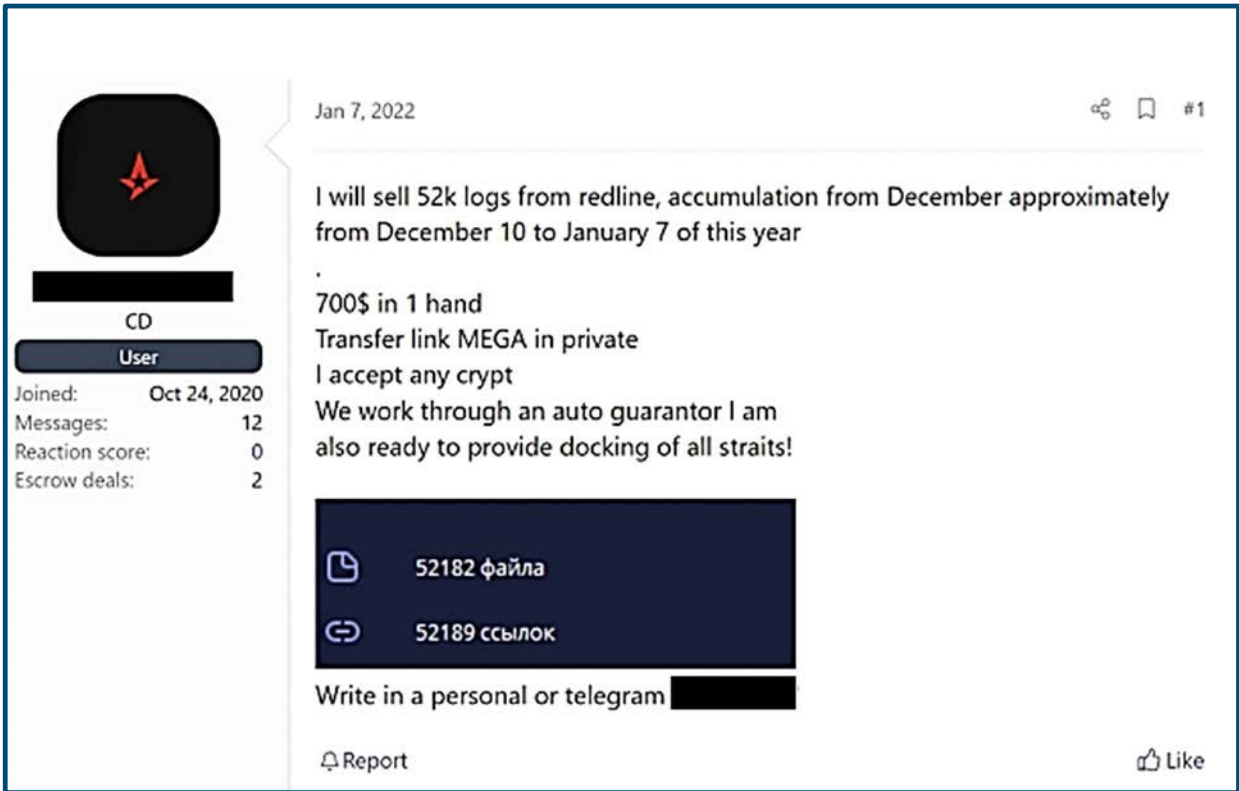 Jan 7, 2022
#1
I will sell 52k logs from redline, accumulation from December approximately
from December 10 to January 7 of this year
.
700$ in 1 hand
Transfer link MEGA in private
I accept any crypt
We work through an auto guarantor I am
also ready to provide docking of all straits!
CD
User
Joined: Oct 24, 2020
Messages: 12
Reaction score: 0
Escrow deals: 2
52182 файла
52189 ссылок
Write in a personal or telegram
Report
Like